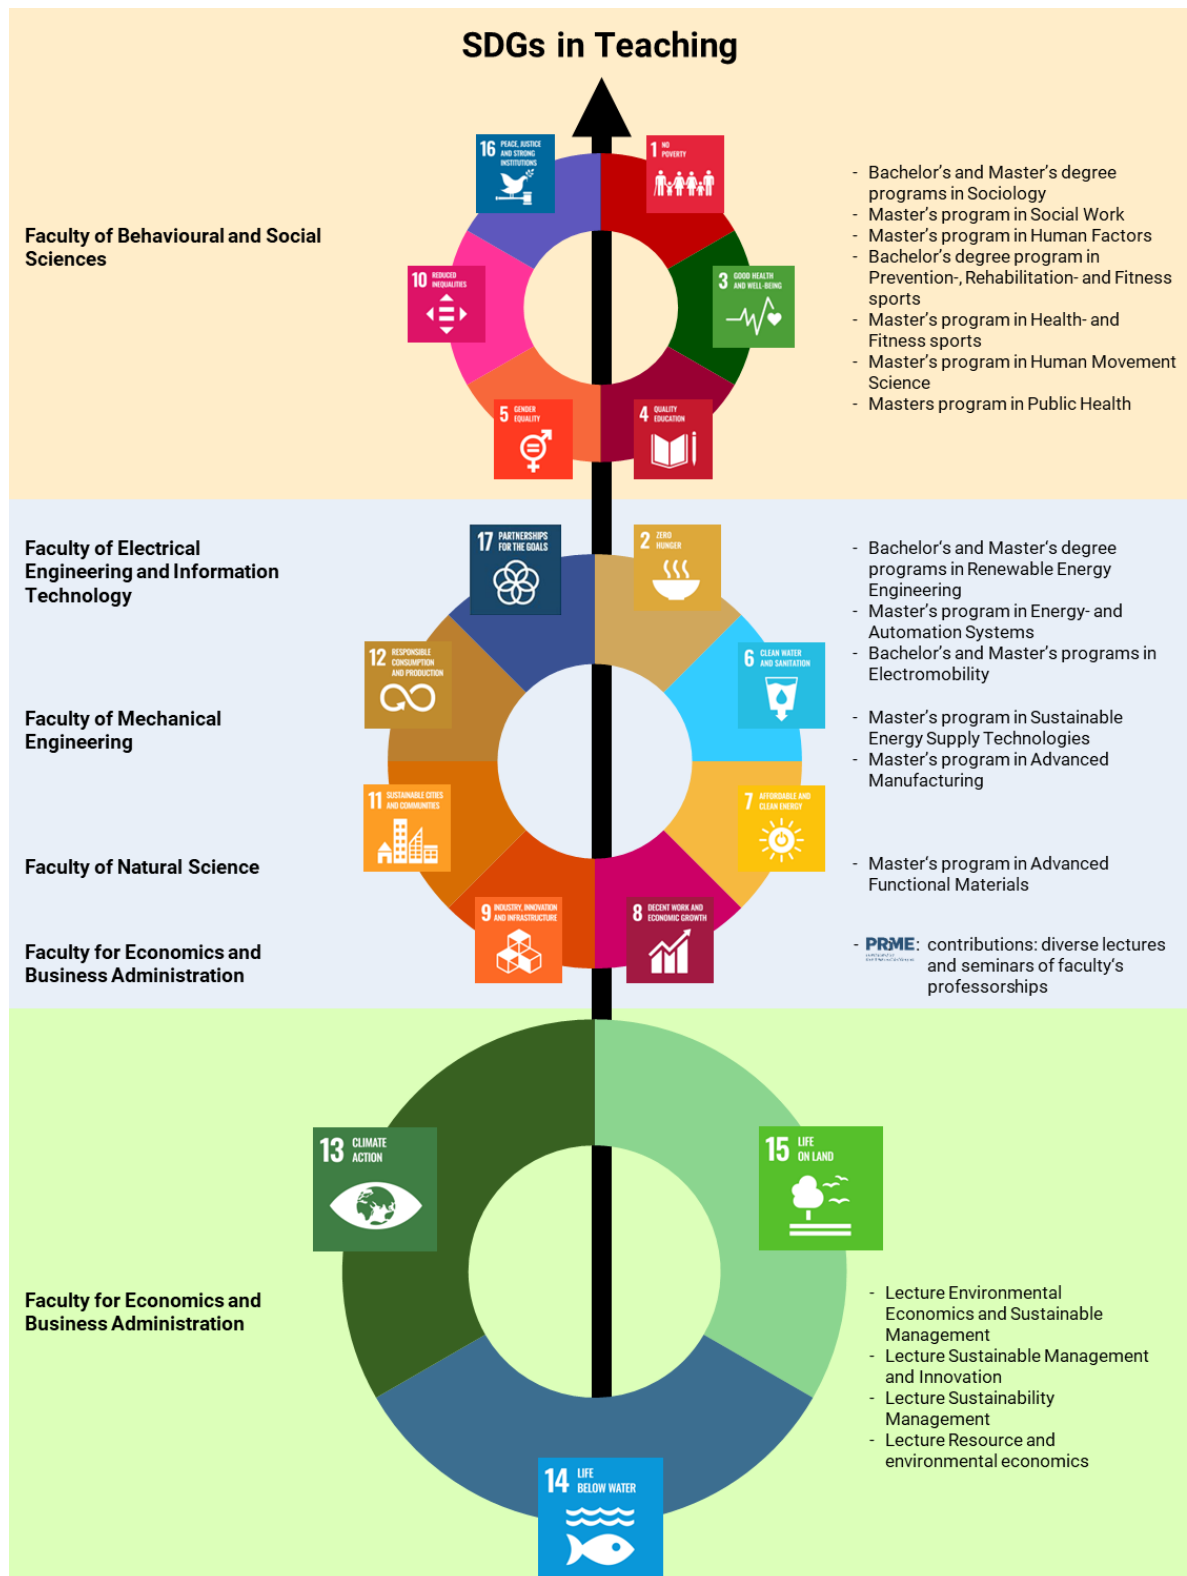 SDGs in Teaching
16 PEACE, JUSTICE
AND STRONG
INSTITUTIONS
1 NO
POVERTY
Faculty of Behavioural and Social
Sciences
10 REDUCED
INEQUALITIES
3 GOOD HEALTH
AND WELL-BEING
5 GENDER
EQUALITY
4 QUALITY
EDUCATION
- Bachelor’s and Master’s degree
programs in Sociology
- Master’s program in Social Work
- Master’s program in Human Factors
- Bachelor’s degree program in
Prevention-, Rehabilitation- and Fitness
sports
- Master’s program in Health- and
Fitness sports
- Master’s program in Human Movement
Science
- Masters program in Public Health
Faculty of Electrical
Engineering and Information
Technology
17 PARTNERSHIPS
FOR THE GOALS
2 ZERO
HUNGER
- Bachelor‘s and Master‘s degree
programs in Renewable Energy
Engineering
- Master’s program in Energy- and
Automation Systems
- Bachelor’s and Master’s programs in
Electromobility
12 RESPONSIBLE
CONSUMPTION
AND PRODUCTION
6 CLEAN WATER
AND SANITATION
Faculty of Mechanical
Engineering
- Master’s program in Sustainable
Energy Supply Technologies
- Master’s program in Advanced
Manufacturing
11 SUSTAINABLE CITIES
AND COMMUNITIES
7 AFFORDABLE AND
CLEAN ENERGY
Faculty of Natural Science
- Master‘s program in Advanced
Functional Materials
9 INDUSTRY, INNOVATION
AND INFRASTRUCTURE
8 DECENT WORK AND
ECONOMIC GROWTH
Faculty for Economics and
Business Administration
- PRME: contributions: diverse lectures
and seminars of faculty‘s
professorships
13 CLIMATE
ACTION
15 LIFE
ON LAND
Faculty for Economics and
Business Administration
- Lecture Environmental
Economics and Sustainable
Management
- Lecture Sustainable Management
and Innovation
- Lecture Sustainability
Management
- Lecture Resource and
environmental economics
14 LIFE
BELOW WATER